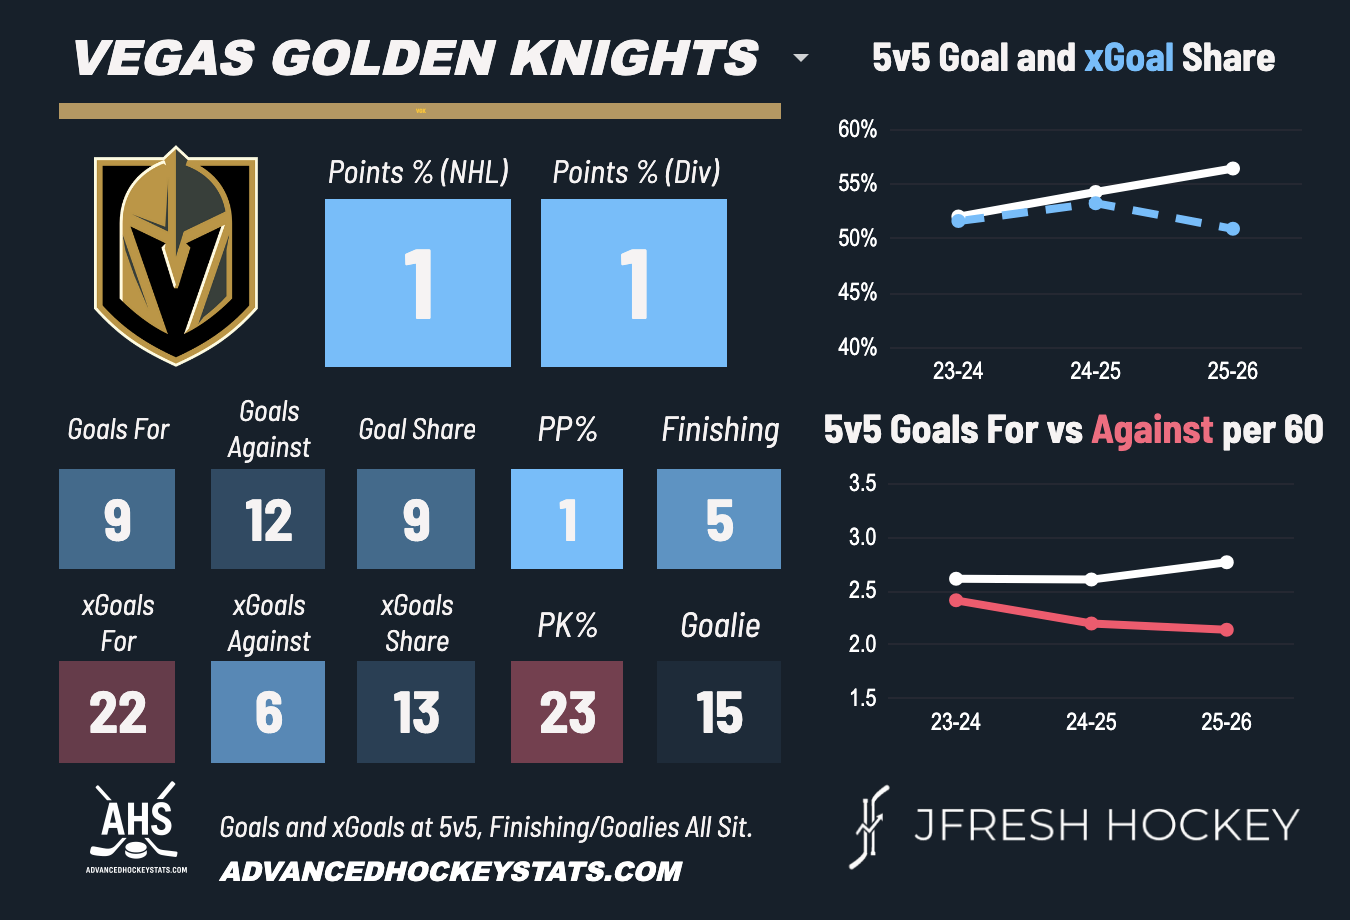 VEGAS GOLDEN KNIGHTS
Points % (NHL)
Points % (Div)
1
1
Goals For
Goals
Against
Goal Share
PP%
Finishing
9
12
9
1
5
xGoals
For
xGoals
Against
xGoals
Share
PK%
Goalie
22
6
13
23
15
AHS
ADVANCEDHOCKEYSTATS.COM
Goals and xGoals at 5v5, Finishing/Goalies All Sit.
ADVANCEDHOCKEYSTATS.COM
5v5 Goal and xGoal Share
60%
55%
50%
45%
40%
23-24
24-25
25-26
5v5 Goals For vs Against per 60
3.5
3.0
2.5
2.0
1.5
23-24
24-25
25-26
JFRESH HOCKEY